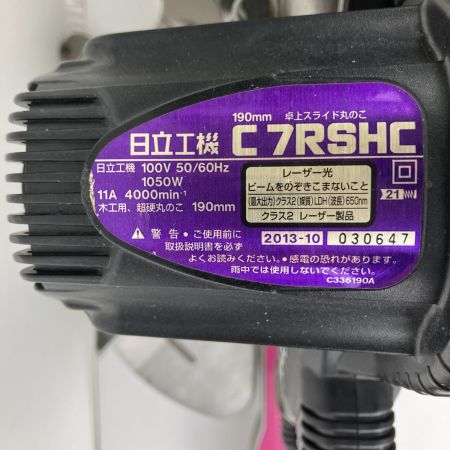 190mm 卓上スライド丸のこ
日立工機 C7RSHC
日立工機 100V 50/60Hz
1050W
11A 4000min⁻¹
木工用、超硬丸のこ 190mm
レーザー光
ビームをのぞきこまないこと
(最大出力)クラス2(媒質)LDH(波長)650nm
クラス2 レーザー製品
21
2013-10 030647
警告 • ご使用前に
取扱説明書を必ず
よくお読みください。• 感電の恐れがあります。
雨中では使用しないでください。
C336190A